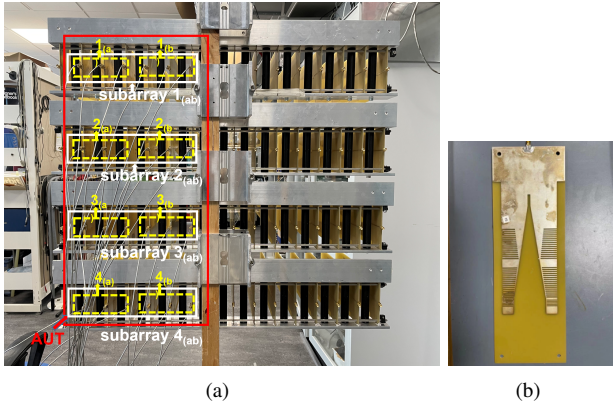 1(a 1(b
subarray 1(ab)
2(a) 2(b
subarray 2(ab)
3(a 3(b
subarray 3(ab)
4(a) 4(b
AUT
subarray 4(ab)
(a) (b)